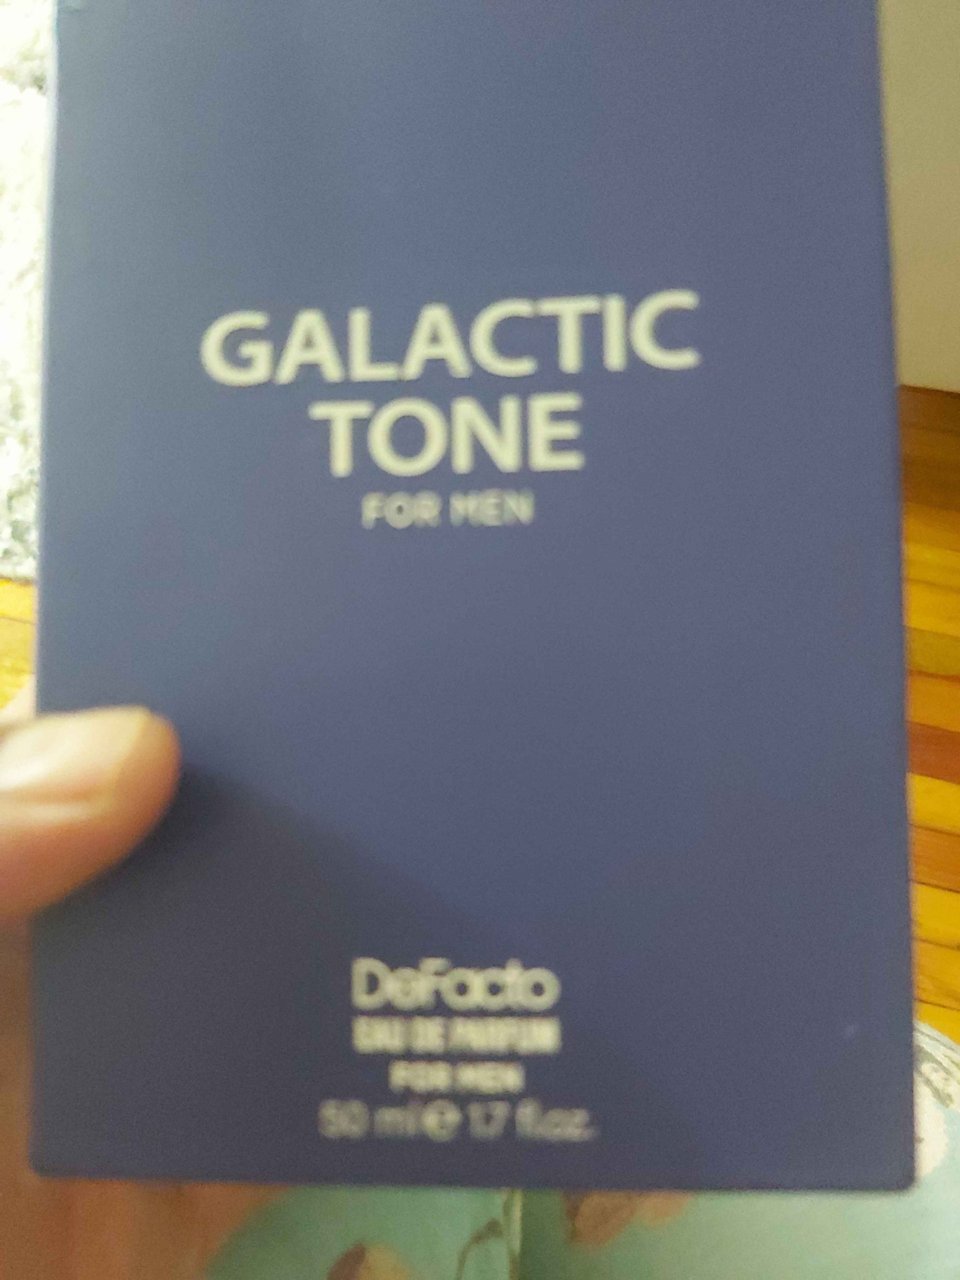 GALACTIC
TONE
FOR MEN
DeFacto
EAU DE PARFUM
FOR MEN
50 ml ℮ 1.7 fl.oz.